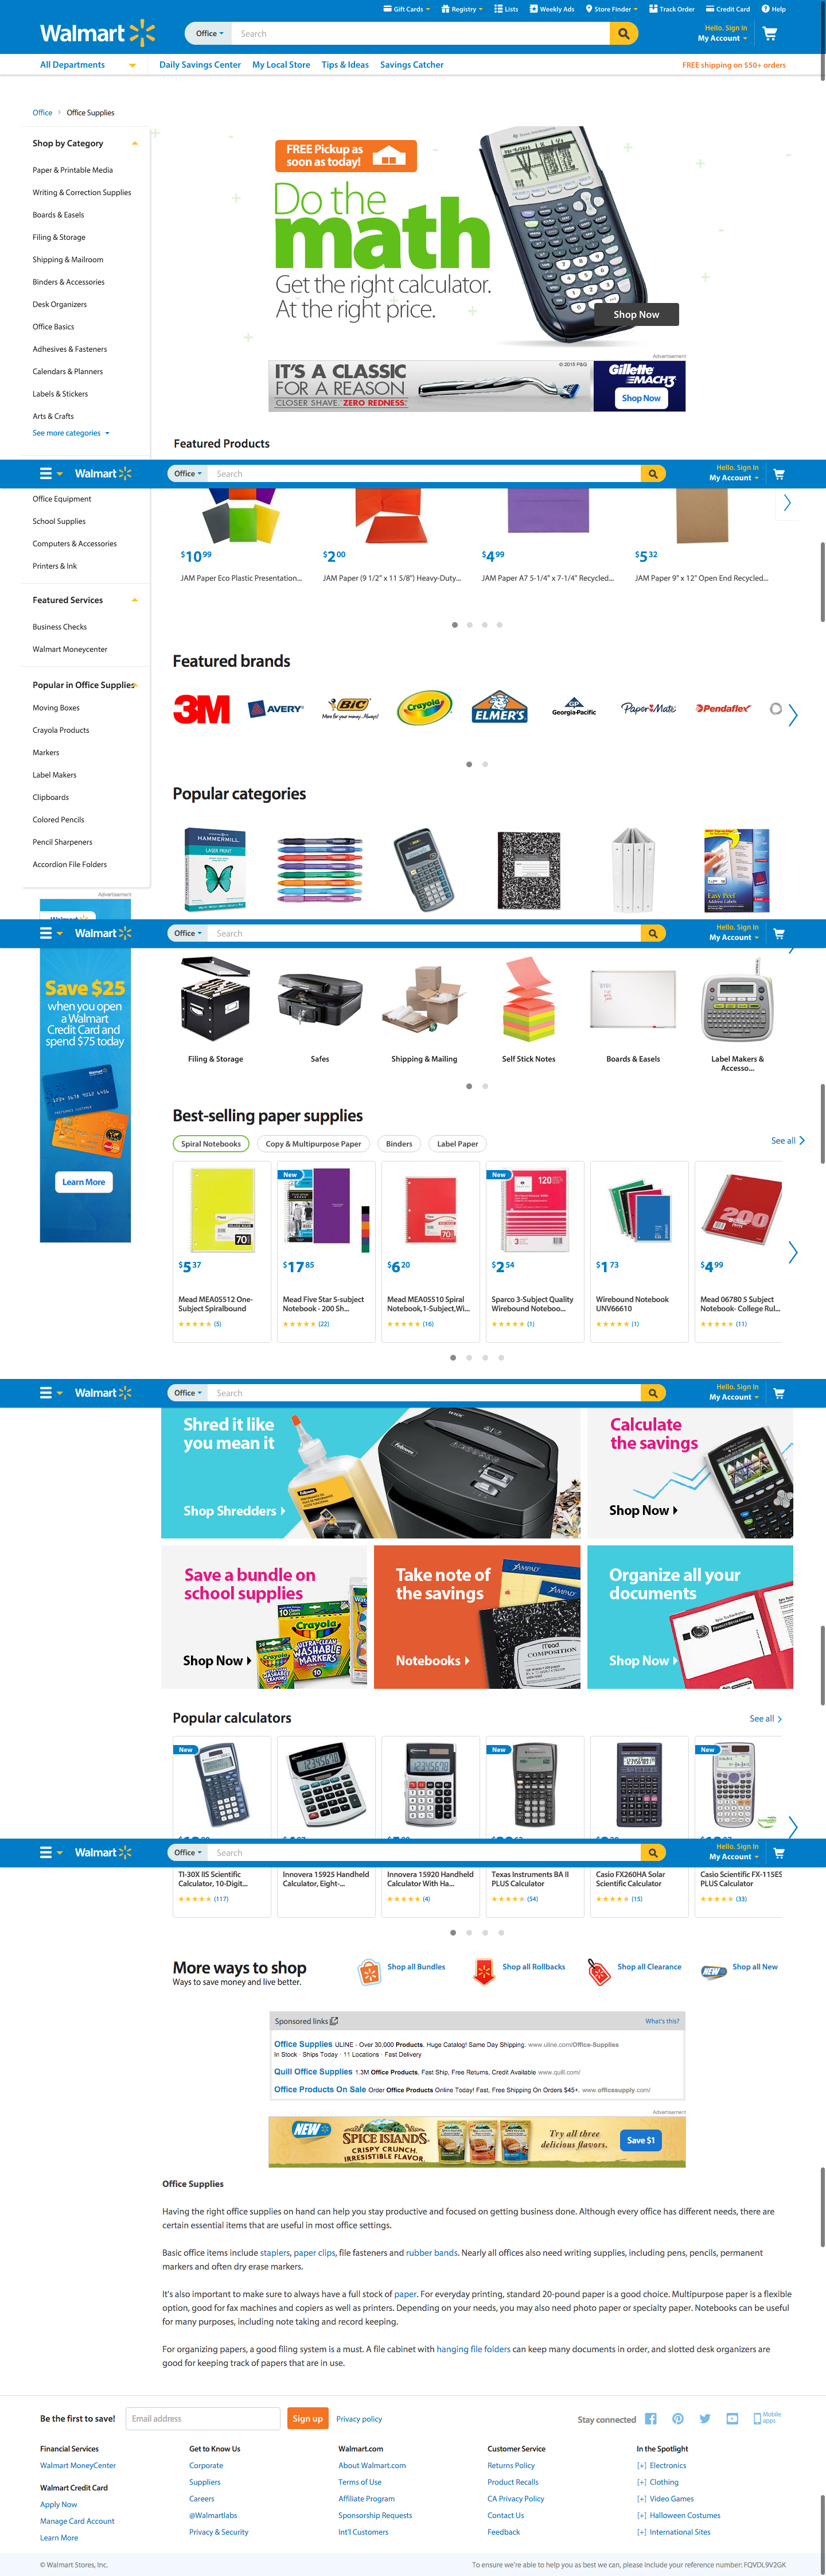 Gift Cards Registry Lists Weekly Ads Store Finder Track Order Credit Card Help
Walmart
Office Search
Hello. Sign In
My Account
All Departments Daily Savings Center My Local Store Tips & Ideas Savings Catcher FREE shipping on $50+ orders
Office Office Supplies
Shop by Category
Paper & Printable Media
Writing & Correction Supplies
Boards & Easels
Filing & Storage
Shipping & Mailroom
Binders & Accessories
Desk Organizers
Office Basics
Adhesives & Fasteners
Calendars & Planners
Labels & Stickers
Arts & Crafts
See more categories
FREE Pickup as
soon as today!
Do the
math
Get the right calculator.
At the right price.
Shop Now
Advertisement
IT'S A CLASSIC
FOR A REASON
CLOSER SHAVE. ZERO REDNESS.
© 2015 P&G
Gillette
MACH3
Shop Now
Featured Products
Walmart
Office Search
Hello. Sign In
My Account
Office Equipment
School Supplies
Computers & Accessories
Printers & Ink
Featured Services
Business Checks
Walmart Moneycenter
Popular in Office Supplies
Moving Boxes
Crayola Products
Markers
Label Makers
Clipboards
Colored Pencils
Pencil Sharpeners
Accordion File Folders
Advertisement
$10.99 $2.00 $4.99 $5.32
JAM Paper Eco Plastic Presentation... JAM Paper (9 1/2" x 11 5/8") Heavy-Duty... JAM Paper A7 5-1/4" x 7-1/4" Recycled... JAM Paper 9" x 12" Open End Recycled...
Featured brands
3M AVERY BIC Crayola ELMER'S GP Georgia-Pacific Paper Mate Pendaflex
More for your money...Always!
Popular categories
HAMMERMILL
LASER PRINT
Easy Peel
Address Labels
Walmart
Office Search
Hello. Sign In
My Account
Save $25
when you open
a Walmart
Credit Card and
spend $75 today
Learn More
Filing & Storage Safes Shipping & Mailing Self Stick Notes Boards & Easels Label Makers &
Accesso...
Best-selling paper supplies
Spiral Notebooks Copy & Multipurpose Paper Binders Label Paper See all
New New
70 70 120 200
$5.37 $17.85 $6.20 $2.54 $1.73 $4.99
Mead MEA05512 One-
Subject Spiralbound
(5)
Mead Five Star 5-subject
Notebook - 200 Sh...
(22)
Mead MEA05510 Spiral
Notebook,1-Subject,Wi...
(16)
Sparco 3-Subject Quality
Wirebound Noteboo...
(1)
Wirebound Notebook
UNV66610
(1)
Mead 06780 5 Subject
Notebook- College Rul...
(11)
Walmart
Office Search
Hello. Sign In
My Account
Shred it like
you mean it
Shop Shredders
Fellowes
Calculate
the savings
Shop Now
Save a bundle on
school supplies
Shop Now
Crayola
ULTRA-CLEAN
WASHABLE
MARKERS
Take note of
the savings
Notebooks
AMPAD
Mead
COMPOSITION
Organize all your
documents
Shop Now
Popular calculators
See all
New New New
Walmart
Office Search
Hello. Sign In
My Account
TI-30X IIS Scientific
Calculator, 10-Digit...
(117)
Innovera 15925 Handheld
Calculator, Eight-...
Innovera 15920 Handheld
Calculator With Ha...
(4)
Texas Instruments BA II
PLUS Calculator
(54)
Casio FX260HA Solar
Scientific Calculator
(15)
Casio Scientific FX-115ES
PLUS Calculator
(33)
More ways to shop
Ways to save money and live better.
Shop all Bundles Shop all Rollbacks Shop all Clearance NEW Shop all New
Sponsored links What's this?
Office Supplies ULINE - Over 30,000 Products. Huge Catalog! Same Day Shipping. www.uline.com/Office-Supplies
In Stock · Ships Today · 11 Locations · Fast Delivery
Quill Office Supplies 1.3M Office Products, Fast Ship, Free Returns, Credit Available www.quill.com/
Office Products On Sale Order Office Products Online Today! Fast, Free Shipping On Orders $45+. www.officesupply.com/
Advertisement
NEW
SPICE ISLANDS
CRISPY CRUNCH.
IRRESISTIBLE FLAVOR.
Try all three
delicious flavors.
Save $1
Office Supplies
Having the right office supplies on hand can help you stay productive and focused on getting business done. Although every office has different needs, there are
certain essential items that are useful in most office settings.
Basic office items include staplers, paper clips, file fasteners and rubber bands. Nearly all offices also need writing supplies, including pens, pencils, permanent
markers and often dry erase markers.
It's also important to make sure to always have a full stock of paper. For everyday printing, standard 20-pound paper is a good choice. Multipurpose paper is a flexible
option, good for fax machines and copiers as well as printers. Depending on your needs, you may also need photo paper or specialty paper. Notebooks can be useful
for many purposes, including note taking and record keeping.
For organizing papers, a good filing system is a must. A file cabinet with hanging file folders can keep many documents in order, and slotted desk organizers are
good for keeping track of papers that are in use.
Be the first to save! Email address Sign up Privacy policy Stay connected Mobile
apps
Financial Services
Walmart MoneyCenter
Walmart Credit Card
Apply Now
Manage Card Account
Learn More
Get to Know Us
Corporate
Suppliers
Careers
@Walmartlabs
Privacy & Security
Walmart.com
About Walmart.com
Terms of Use
Affiliate Program
Sponsorship Requests
Int'l Customers
Customer Service
Returns Policy
Product Recalls
CA Privacy Policy
Contact Us
Feedback
In the Spotlight
[+] Electronics
[+] Clothing
[+] Video Games
[+] Halloween Costumes
[+] International Sites
© Walmart Stores, Inc. To ensure we're able to help you as best we can, please include your reference number: FQVDL9V2GK